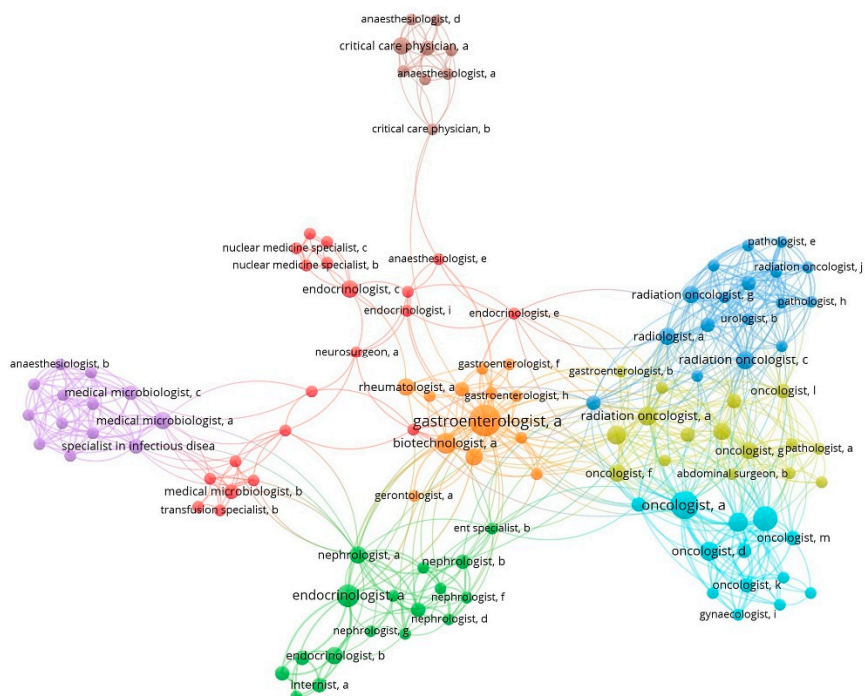 anaesthesiologist, d
critical care physician, a
anaesthesiologist, a
critical care physician, b
nuclear medicine specialist, c
nuclear medicine specialist, b
anaesthesiologist, e
endocrinologist, c
endocrinologist, i
endocrinologist, e
neurosurgeon, a
pathologist, e
radiation oncologist, j
radiation oncologist, g
pathologist, h
urologist, b
radiologist, a
radiation oncologist, c
gastroenterologist, f
gastroenterologist, b
anaesthesiologist, b
rheumatologist, a
gastroenterologist, h
oncologist, l
medical microbiologist, c
medical microbiologist, a
gastroenterologist, a
radiation oncologist, a
specialist in infectious disea
biotechnologist, a
oncologist, g
pathologist, a
oncologist, f
abdominal surgeon, b
medical microbiologist, b
gerontologist, a
transfusion specialist, b
oncologist, a
ent specialist, b
oncologist, m
nephrologist, a
nephrologist, b
oncologist, d
endocrinologist, a
nephrologist, f
oncologist, k
nephrologist, d
gynaecologist, i
nephrologist, g
endocrinologist, b
internist, a